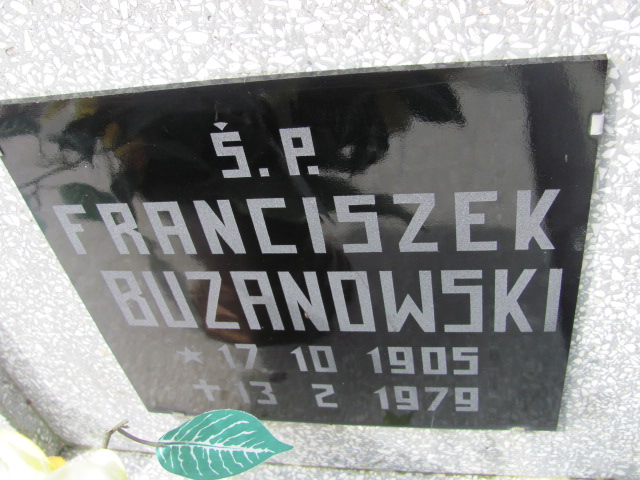 Ś.P.
FRANCISZEK
BUZANOWSKI
★ 17 10 1905
✝ 13 2 1979